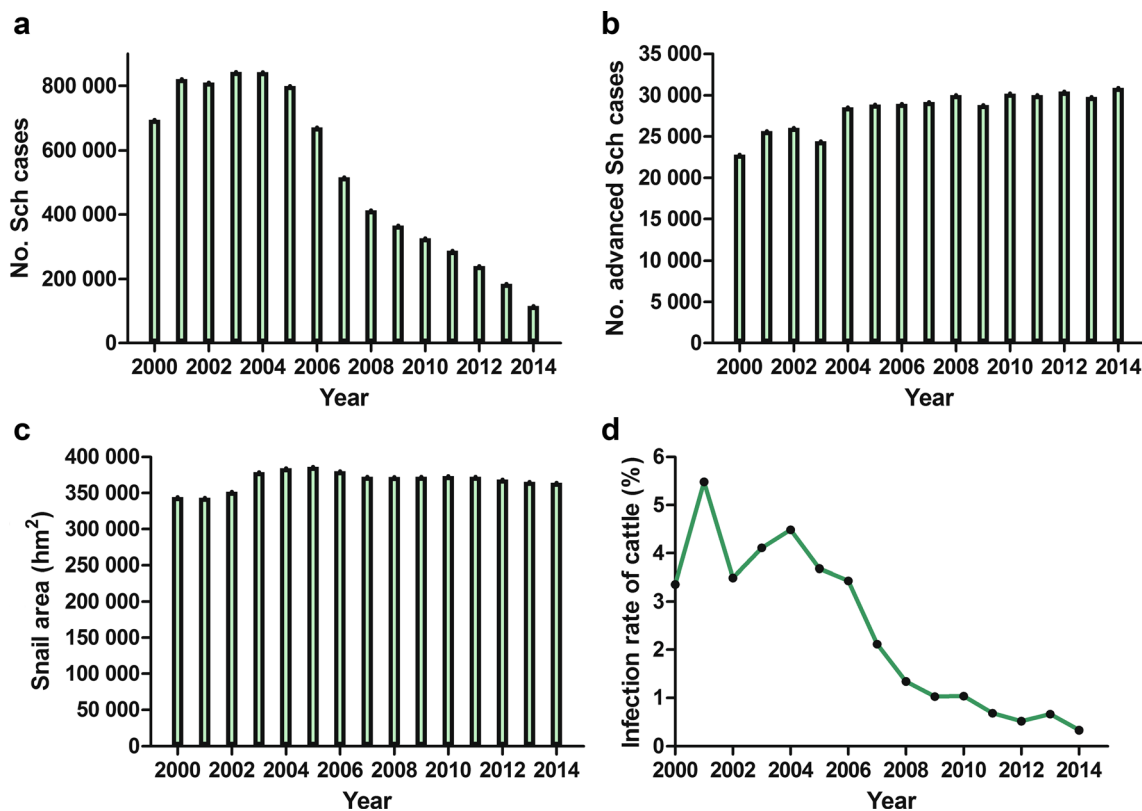 a
No. Sch cases
800 000
600 000
400 000
200 000
0
2000 2002 2004 2006 2008 2010 2012 2014
Year
b
No. advanced Sch cases
35 000
30 000
25 000
20 000
15 000
10 000
5 000
0
2000 2002 2004 2006 2008 2010 2012 2014
Year
c
Snail area (hm²)
400 000
350 000
300 000
250 000
200 000
150 000
100 000
50 000
0
2000 2002 2004 2006 2008 2010 2012 2014
Year
d
Infection rate of cattle (%)
6
5
4
3
2
1
0
2000 2002 2004 2006 2008 2010 2012 2014
Year